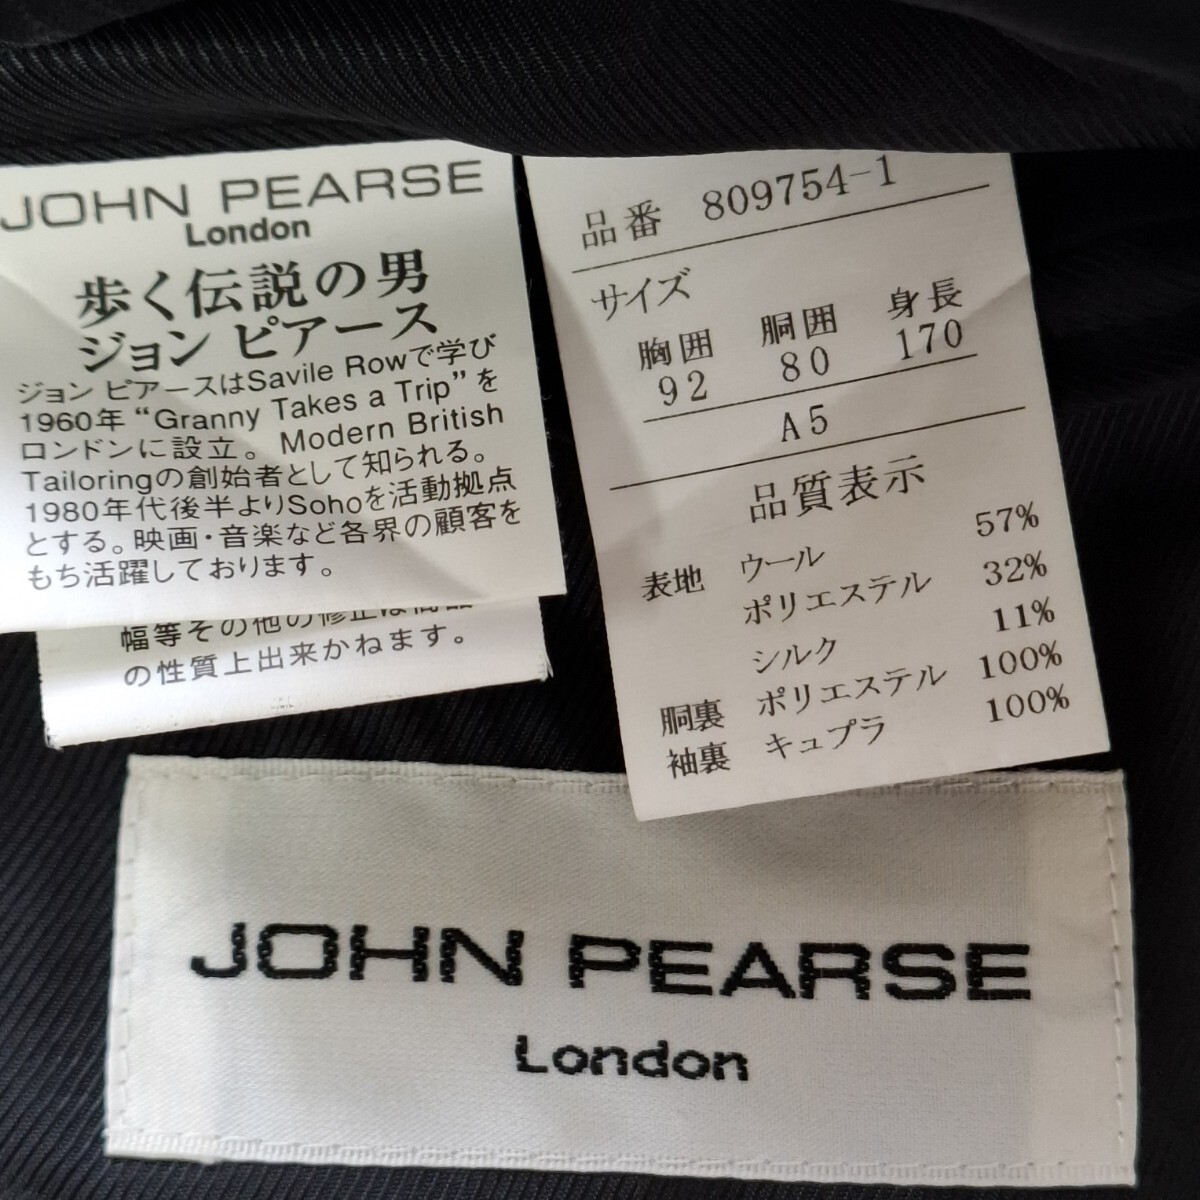 JOHN PEARSE
London
歩く伝説の男
ジョン ピアース
ジョン ピアースはSavile Rowで学び
1960年 “Granny Takes a Trip” を
ロンドンに設立。Modern British
Tailoringの創始者として知られる。
1980年代後半よりSohoを活動拠点
とする。映画・音楽など各界の顧客を
もち活躍しております。
幅等その他の修正は商品
の性質上出来かねます。
品番 809754-1
サイズ
胸囲 胴囲 身長
92 80 170
A5
品質表示
表地 ウール 57%
ポリエステル 32%
シルク 11%
胴裏 ポリエステル 100%
袖裏 キュプラ 100%
JOHN PEARSE
London